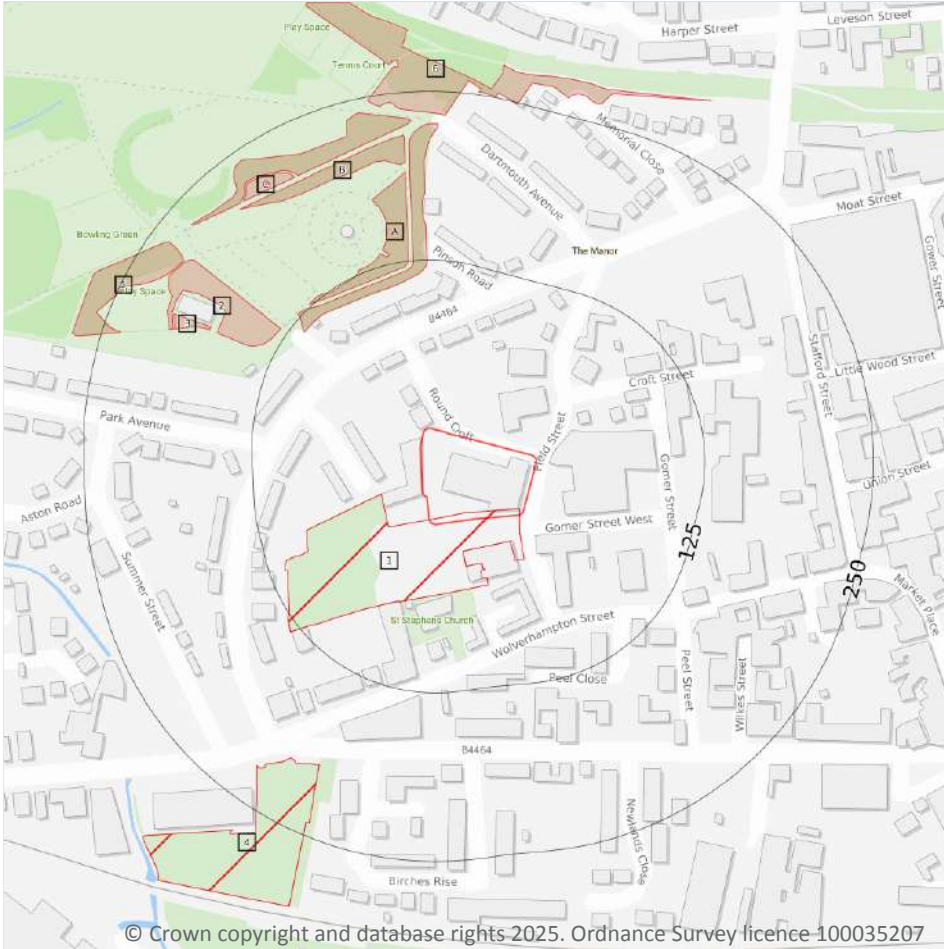 Play Space
Harper Street
Leveson Street
Tennis Court
6
Memorial Close
Dartmouth Avenue
B
C
Moat Street
A
Bowling Green
The Manor
Gower Street
Pinson Road
5
Play Space
2
3
B4484
Stafford Street
Little Wood Street
Croft Street
Round Croft
Park Avenue
Field Street
Gomer Street
Union Street
Aston Road
Gomer Street West
125
1
250
Summer Street
Market Place
St Stephens Church
Wolverhampton Street
Peel Close
Peel Street
Wilkes Street
B4464
Newlands Close
4
Birches Rise
© Crown copyright and database rights 2025. Ordnance Survey licence 100035207